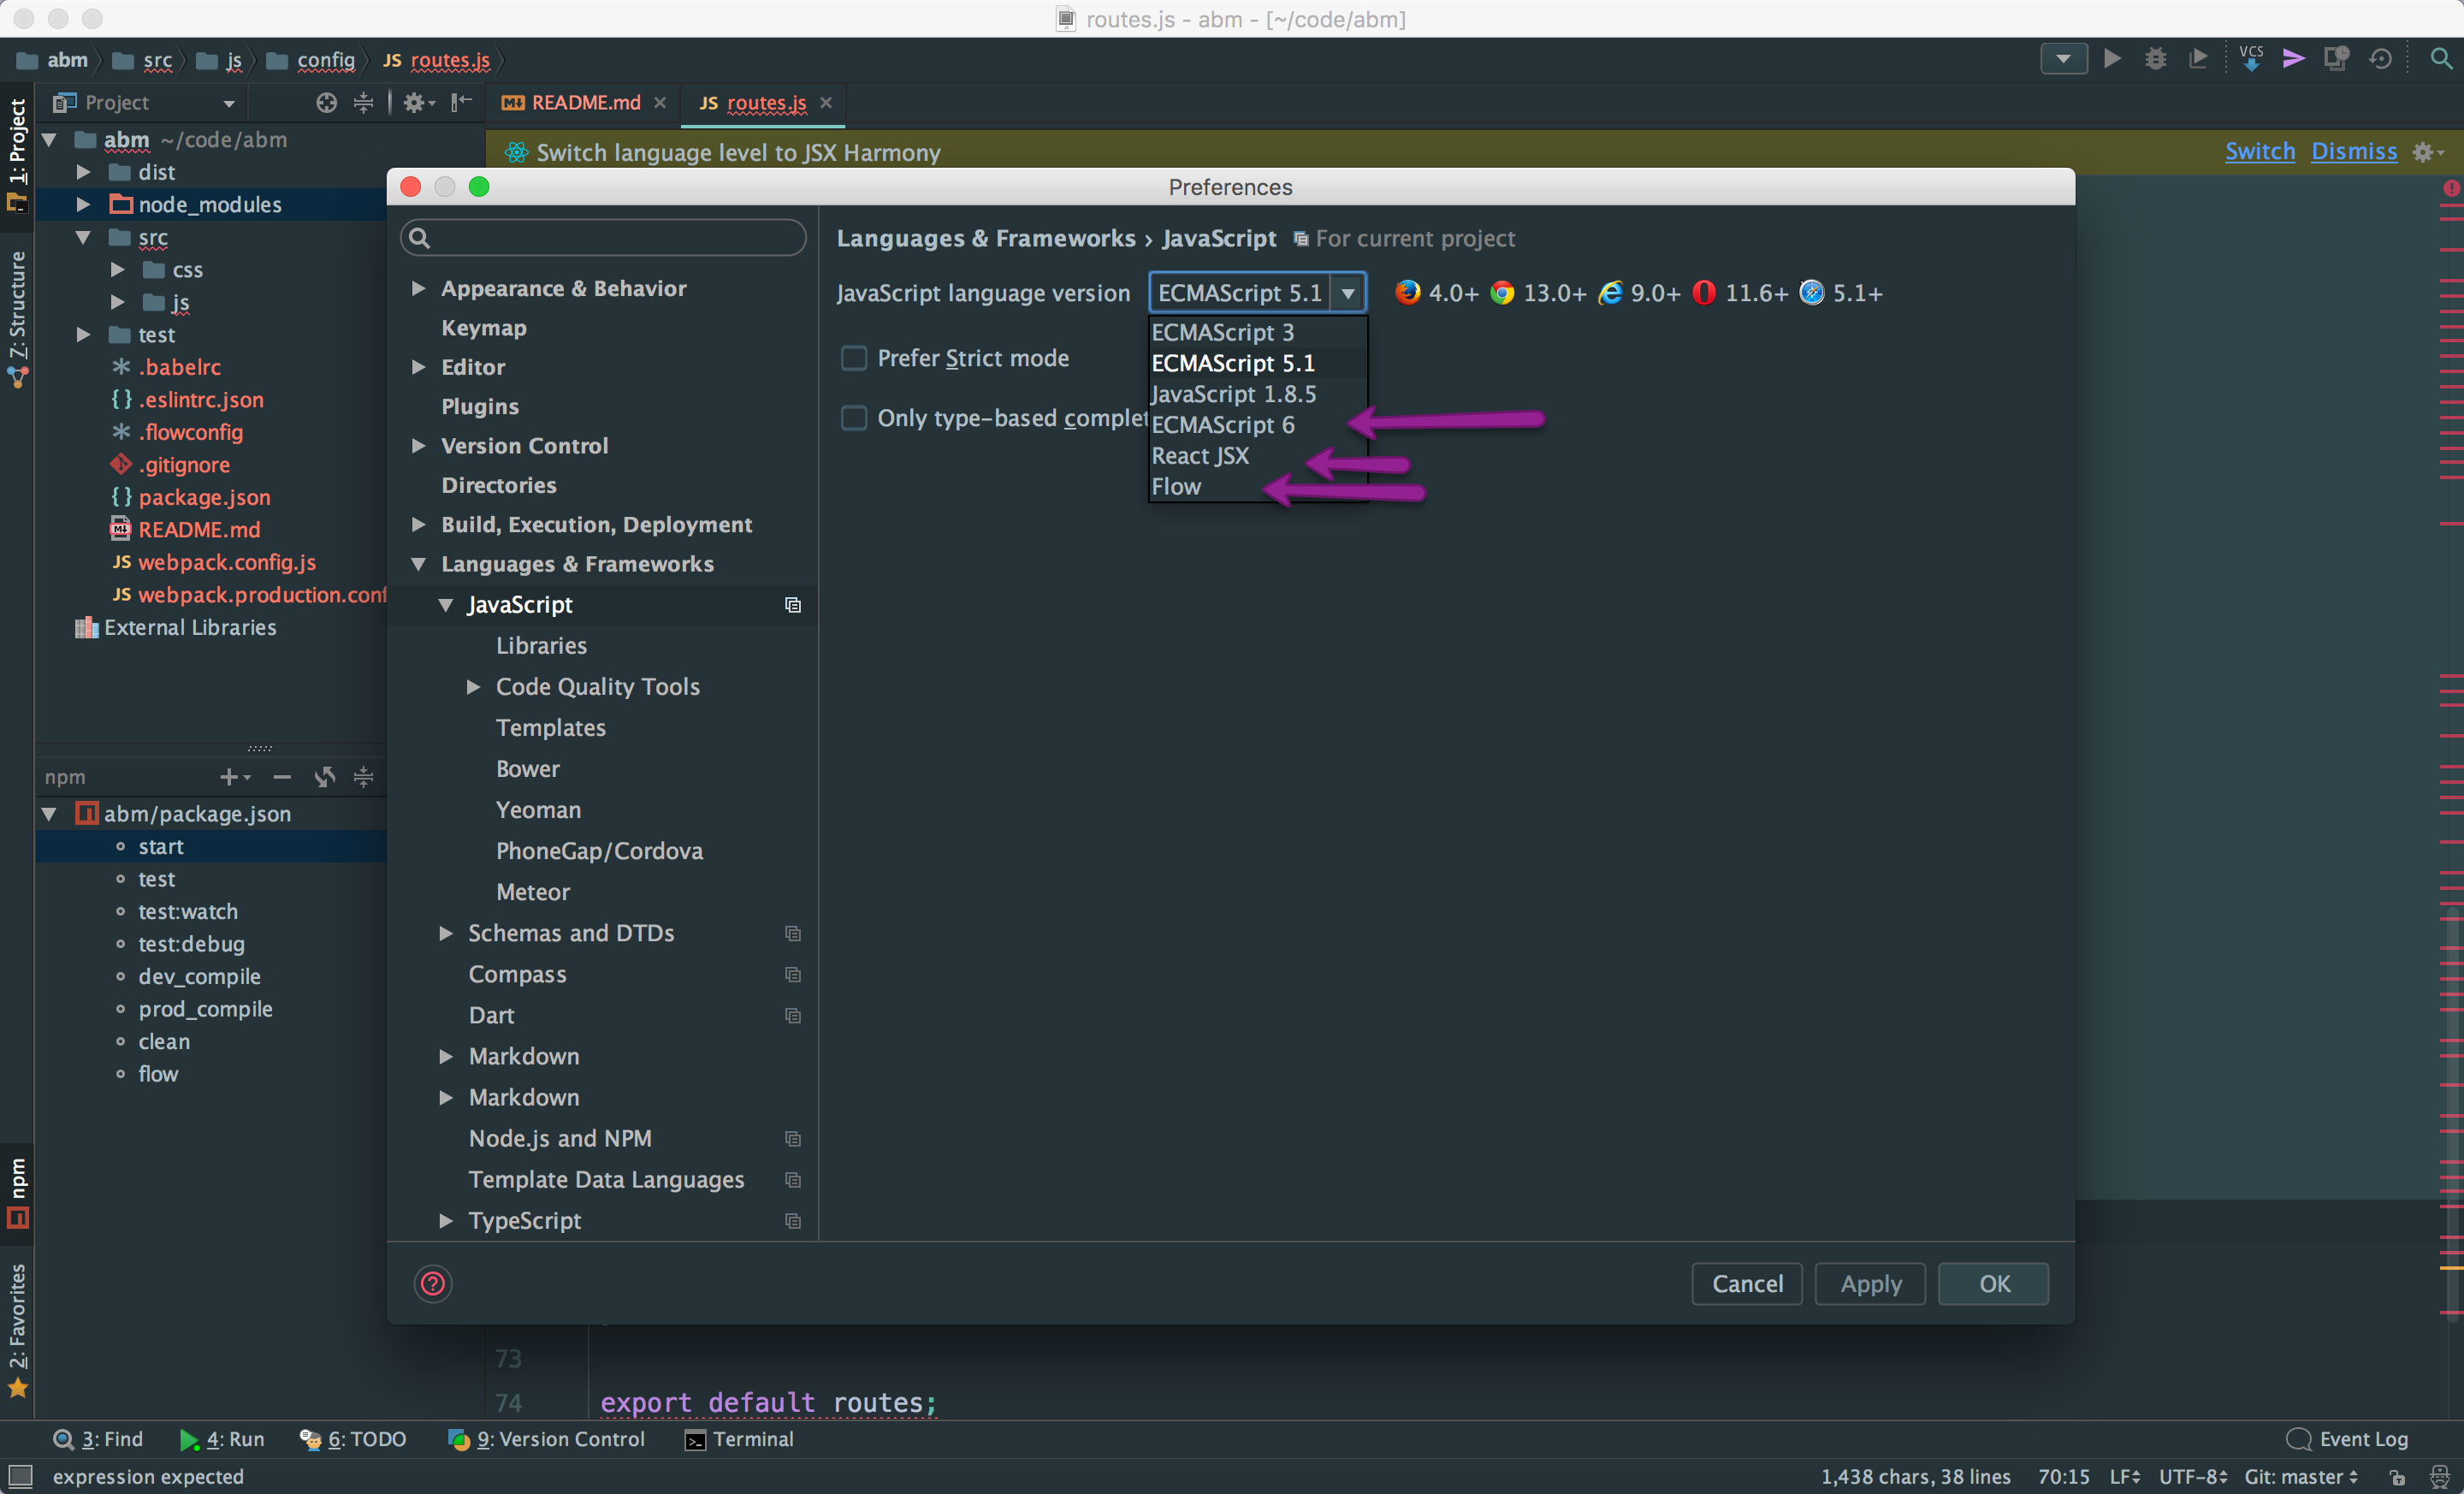 routes.js - abm - [~/code/abm]
abm src js config JS routes.js
VCS
1: Project
Project
README.md JS routes.js
Switch language level to JSX Harmony Switch Dismiss
abm ~/code/abm
dist
node_modules
src
css
js
test
.babelrc
.eslintrc.json
.flowconfig
.gitignore
package.json
README.md
JS webpack.config.js
JS webpack.production.conf
External Libraries
7: Structure
npm
abm/package.json
start
test
test:watch
test:debug
dev_compile
prod_compile
clean
flow
npm
2: Favorites
Preferences
Appearance & Behavior
Keymap
Editor
Plugins
Version Control
Directories
Build, Execution, Deployment
Languages & Frameworks
JavaScript
Libraries
Code Quality Tools
Templates
Bower
Yeoman
PhoneGap/Cordova
Meteor
Schemas and DTDs
Compass
Dart
Markdown
Markdown
Node.js and NPM
Template Data Languages
TypeScript
Languages & Frameworks › JavaScript For current project
JavaScript language version ECMAScript 5.1 4.0+ 13.0+ 9.0+ 11.6+ 5.1+
Prefer Strict mode
Only type-based complet
ECMAScript 3
ECMAScript 5.1
JavaScript 1.8.5
ECMAScript 6
React JSX
Flow
? Cancel Apply OK
73
74 export default routes;
3: Find 4: Run 6: TODO 9: Version Control Terminal Event Log
expression expected 1,438 chars, 38 lines 70:15 LF UTF-8 Git: master